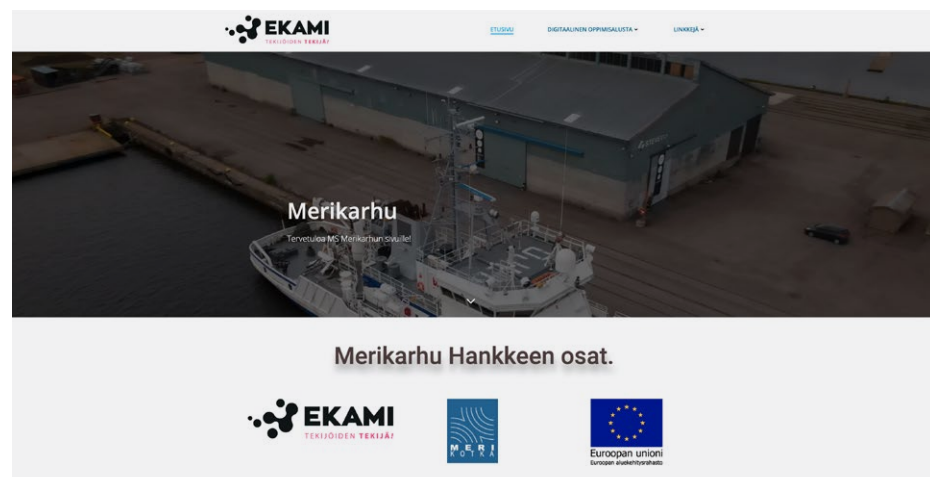 EKAMI
TEKIJÖIDEN TEKIJÄ!
ETUSIVU
DIGITAALINEN OPPIMISALUSTA
LINKKEJÄ
Merikarhu
Tervetuloa MS Merikarhun sivuille!
Merikarhu Hankkeen osat.
EKAMI
TEKIJÖIDEN TEKIJÄ!
MERI
KOTKA
Euroopan unioni
Euroopan aluekehitysrahasto